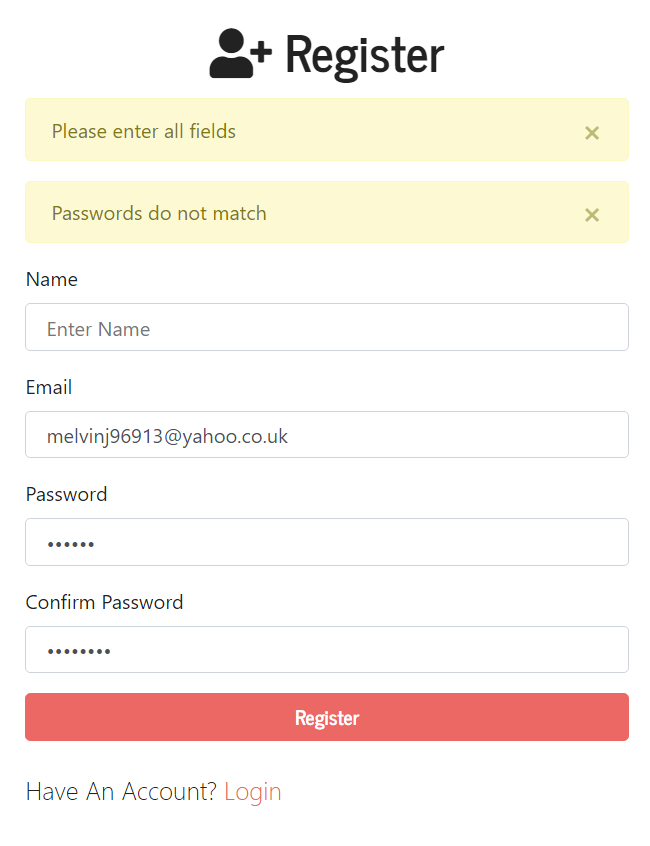 Register
Please enter all fields ×
Passwords do not match ×
Name
Enter Name
Email
melvinj96913@yahoo.co.uk
Password
••••••
Confirm Password
••••••••
Register
Have An Account? Login